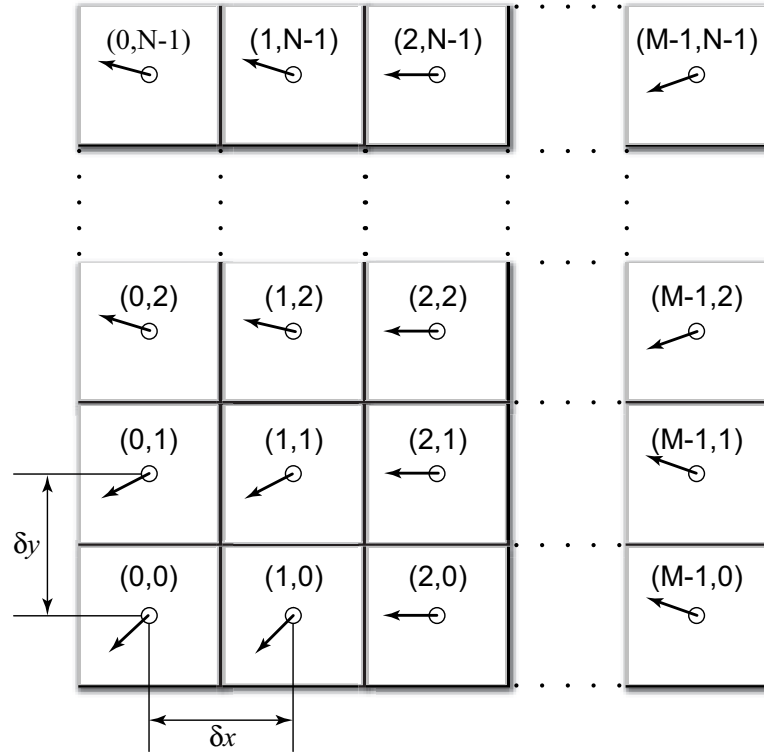 (0,N-1) (1,N-1) (2,N-1) (M-1,N-1)
(0,2) (1,2) (2,2) (M-1,2)
(0,1) (1,1) (2,1) (M-1,1)
δy
(0,0) (1,0) (2,0) (M-1,0)
δx